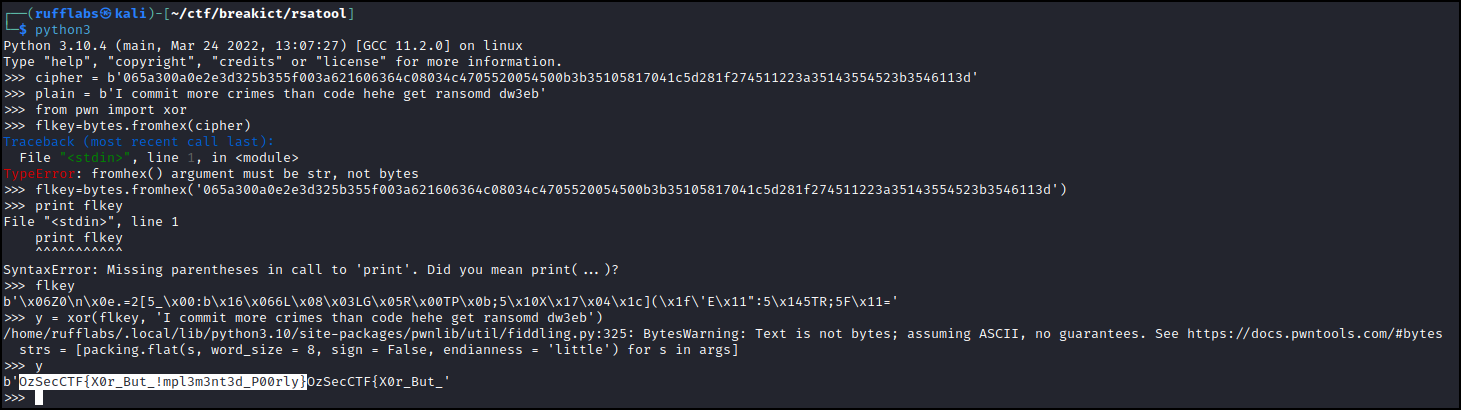 ┌──(rufflabs㉿kali)-[~/ctf/breakict/rsatool]
└─$ python3
Python 3.10.4 (main, Mar 24 2022, 13:07:27) [GCC 11.2.0] on linux
Type "help", "copyright", "credits" or "license" for more information.
>>> cipher = b'065a300a0e2e3d325b355f003a621606364c08034c4705520054500b3b35105817041c5d281f274511223a35143554523b3546113d'
>>> plain = b'I commit more crimes than code hehe get ransomd dw3eb'
>>> from pwn import xor
>>> flkey=bytes.fromhex(cipher)
Traceback (most recent call last):
  File "<stdin>", line 1, in <module>
TypeError: fromhex() argument must be str, not bytes
>>> flkey=bytes.fromhex('065a300a0e2e3d325b355f003a621606364c08034c4705520054500b3b35105817041c5d281f274511223a35143554523b3546113d')
>>> print flkey
File "<stdin>", line 1
    print flkey
    ^^^^^^^^^^^
SyntaxError: Missing parentheses in call to 'print'. Did you mean print(...)?
>>> flkey
b'\x06Z0\n\x0e.=2[5_\x00:b\x16\x066L\x08\x03LG\x05R\x00TP\x0b;5\x10X\x17\x04\x1c](\x1f\'E\x11":5\x145TR;5F\x11='
>>> y = xor(flkey, 'I commit more crimes than code hehe get ransomd dw3eb')
/home/rufflabs/.local/lib/python3.10/site-packages/pwnlib/util/fiddling.py:325: BytesWarning: Text is not bytes; assuming ASCII, no guarantees. See https://docs.pwntools.com/#bytes
  strs = [packing.flat(s, word_size = 8, sign = False, endianness = 'little') for s in args]
>>> y
b'OzSecCTF{X0r_But_!mpl3m3nt3d_P00rly}OzSecCTF{X0r_But_'
>>>